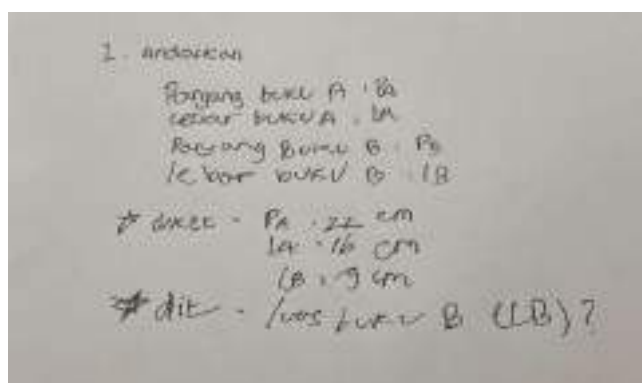 1. andaikan
Panjang buku A : PA
Lebar buku A : lA
Panjang Buku B : PB
lebar buku B : lB
* diket - PA : 22 cm
lA : 16 cm
lB : 9 cm
* dit - luas buku B (LB) ?